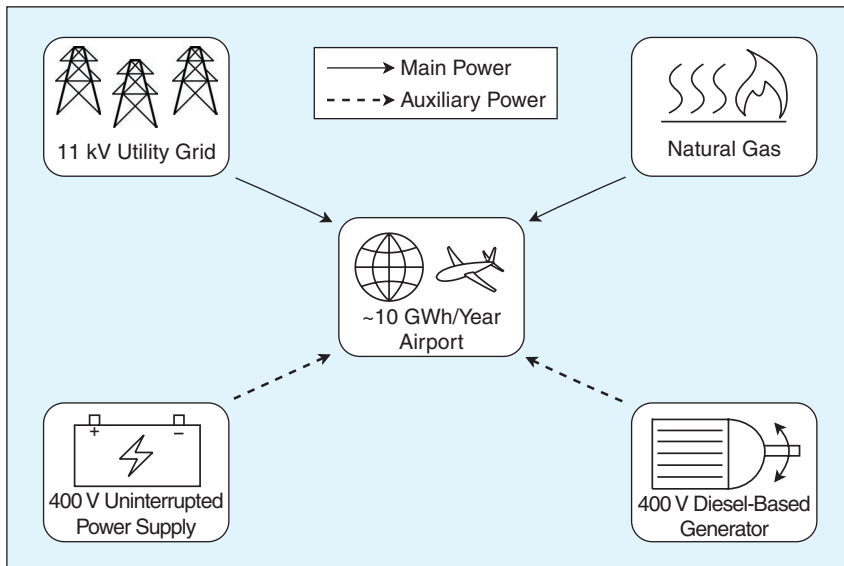 Main Power
Auxiliary Power
11 kV Utility Grid
Natural Gas
~10 GWh/Year
Airport
+ −
400 V Uninterrupted
Power Supply
400 V Diesel-Based
Generator